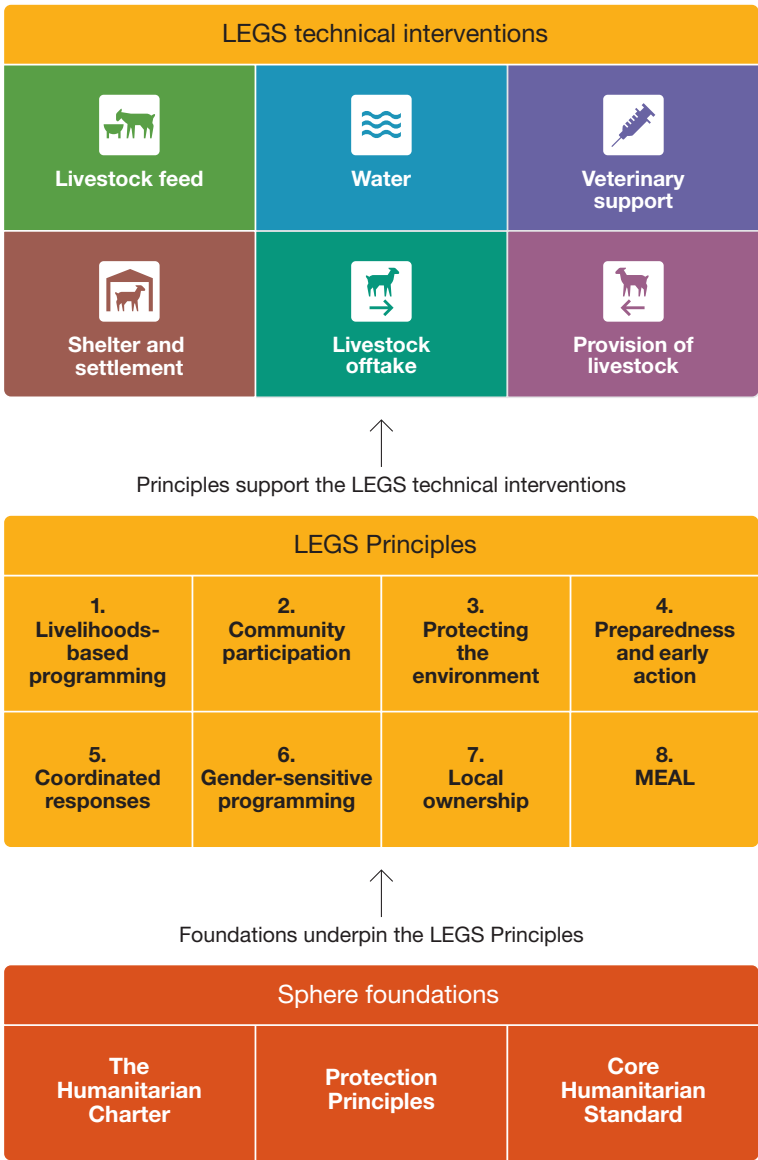 LEGS technical interventions
Livestock feed
Water
Veterinary
support
Shelter and
settlement
Livestock
offtake
Provision of
livestock
Principles support the LEGS technical interventions
LEGS Principles
1.
Livelihoods-
based
programming
2.
Community
participation
3.
Protecting
the
environment
4.
Preparedness
and early
action
5.
Coordinated
responses
6.
Gender-sensitive
programming
7.
Local
ownership
8.
MEAL
Foundations underpin the LEGS Principles
Sphere foundations
The
Humanitarian
Charter
Protection
Principles
Core
Humanitarian
Standard